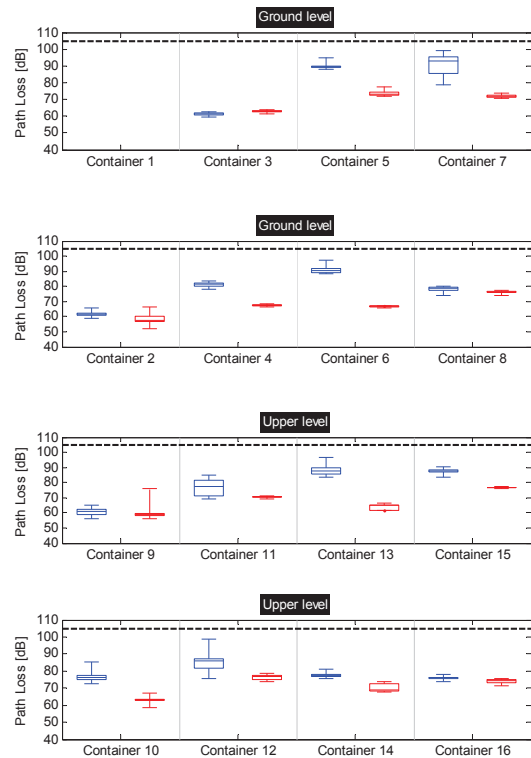 Ground level
110
100
90
80
70
60
50
40
Path Loss [dB]
Container 1 Container 3 Container 5 Container 7
Ground level
110
100
90
80
70
60
50
40
Path Loss [dB]
Container 2 Container 4 Container 6 Container 8
Upper level
110
100
90
80
70
60
50
40
Path Loss [dB]
Container 9 Container 11 Container 13 Container 15
Upper level
110
100
90
80
70
60
50
40
Path Loss [dB]
Container 10 Container 12 Container 14 Container 16